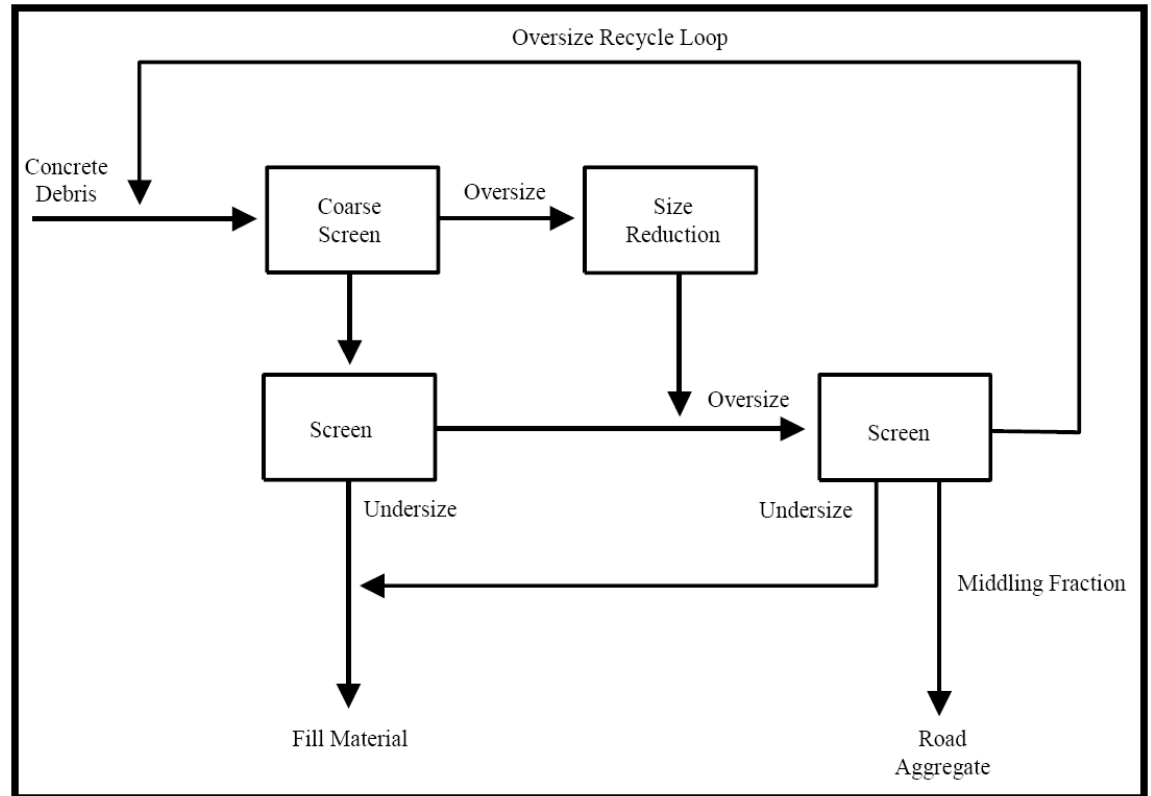 Oversize Recycle Loop
Concrete
Debris
Coarse
Screen
Oversize
Size
Reduction
Screen
Oversize
Screen
Undersize
Undersize
Middling Fraction
Fill Material
Road
Aggregate